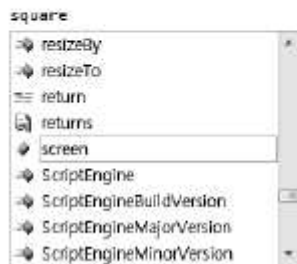 square
resizeBy
resizeTo
return
returns
screen
ScriptEngine
ScriptEngineBuildVersion
ScriptEngineMajorVersion
ScriptEngineMinorVersion